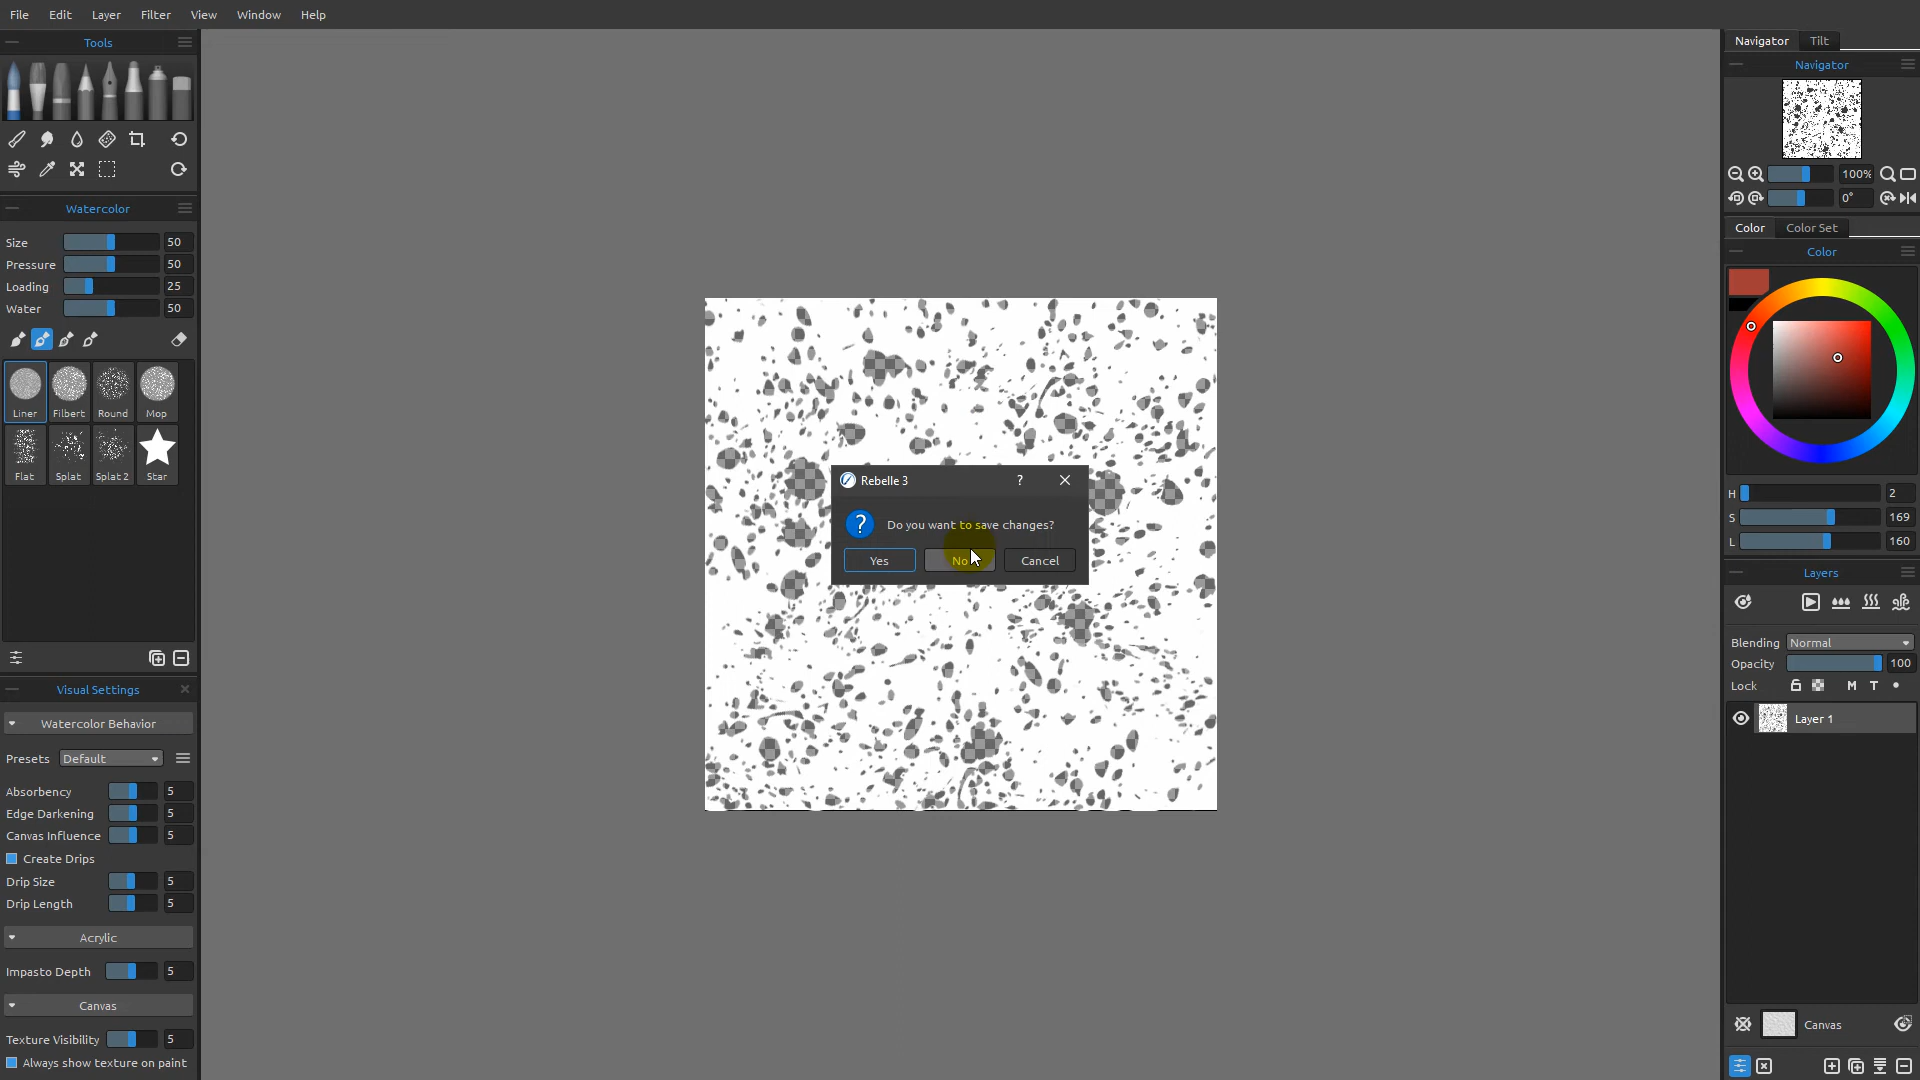 File Edit Layer Filter View Window Help
Tools
Watercolor
Size 50
Pressure 50
Loading 25
Water 50
Liner Filbert Round Mop
Flat Splat Splat 2 Star
Visual Settings
Watercolor Behavior
Presets Default
Absorbency 5
Edge Darkening 5
Canvas Influence 5
Create Drips
Drip Size 5
Drip Length 5
Acrylic
Impasto Depth 5
Canvas
Texture Visibility 5
Always show texture on paint
Rebelle 3 ?
Do you want to save changes?
Yes No Cancel
Navigator Tilt
Navigator
100%
0°
Color Color Set
Color
H 2
S 169
L 160
Layers
Blending Normal
Opacity 100
Lock M T
Layer 1
Canvas